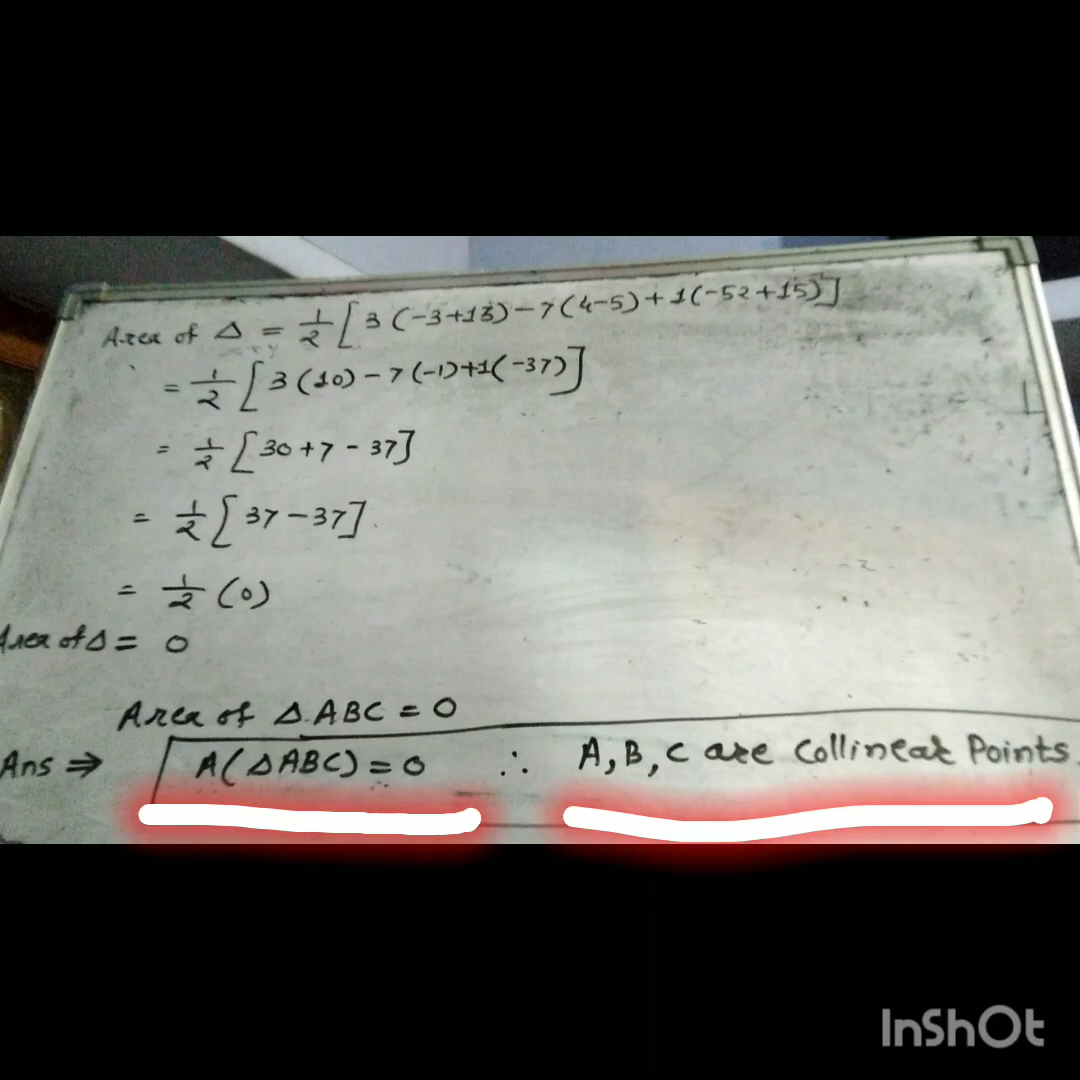 Area of Δ = 1/2 [ 3 (-3+13) - 7 (4-5) + 1 (-52+15) ]
= 1/2 [ 3 (10) - 7 (-1) + 1 (-37) ]
= 1/2 [ 30 + 7 - 37 ]
= 1/2 [ 37 - 37 ]
= 1/2 (0)
Area of Δ = 0
Area of Δ ABC = 0
Ans ⇒ A(ΔABC) = 0 ∴ A, B, C are Collinear Points.
InShOt